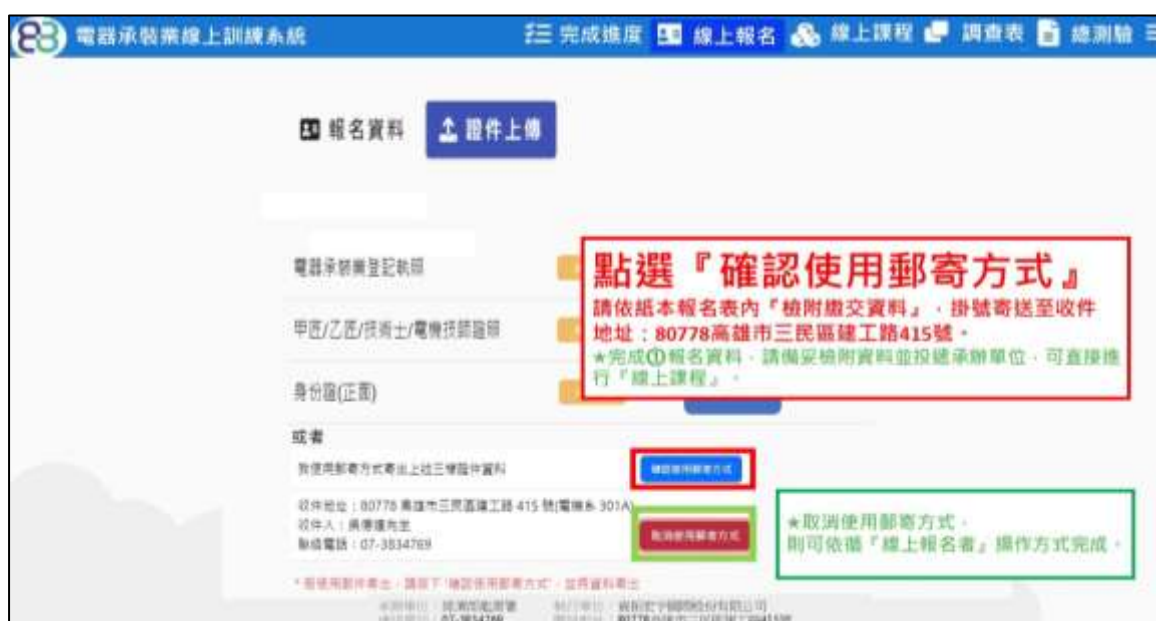 電器承裝業線上訓練系統
完成進度 線上報名 線上課程 調查表 總測驗
報名資料 證件上傳
電器承裝業登記執照
點選『確認使用郵寄方式』
請依紙本報名表內『檢附繳交資料』,掛號寄送至收件
地址:80778高雄市三民區建工路415號。
★完成①報名資料,請備妥檢附資料並投遞承辦單位,可直接進
行『線上課程』。
甲匠/乙匠/技術士/電機技師證照
身份證(正面)
或者
我使用郵寄方式寄出上述三樣證件資料
確認使用郵寄方式
收件地址:80778 高雄市三民區建工路 415 號(電機系 301A)
聯絡電話:07-3834769
取消使用郵寄方式
★取消使用郵寄方式,
則可依循『線上報名者』操作方式完成。